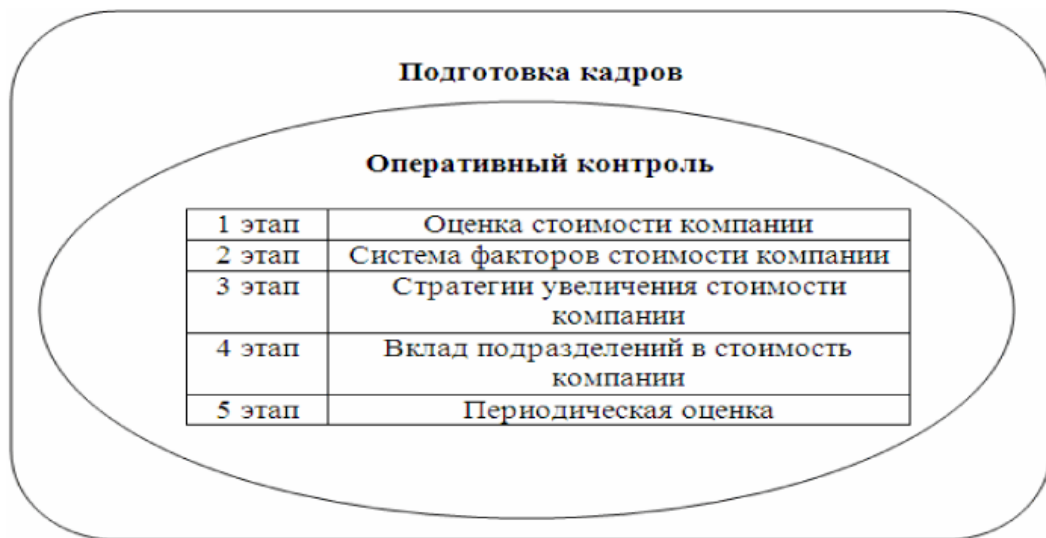 Подготовка кадров
Оперативный контроль
1 этап Оценка стоимости компании
2 этап Система факторов стоимости компании
3 этап Стратегии увеличения стоимости
компании
4 этап Вклад подразделений в стоимость
компании
5 этап Периодическая оценка